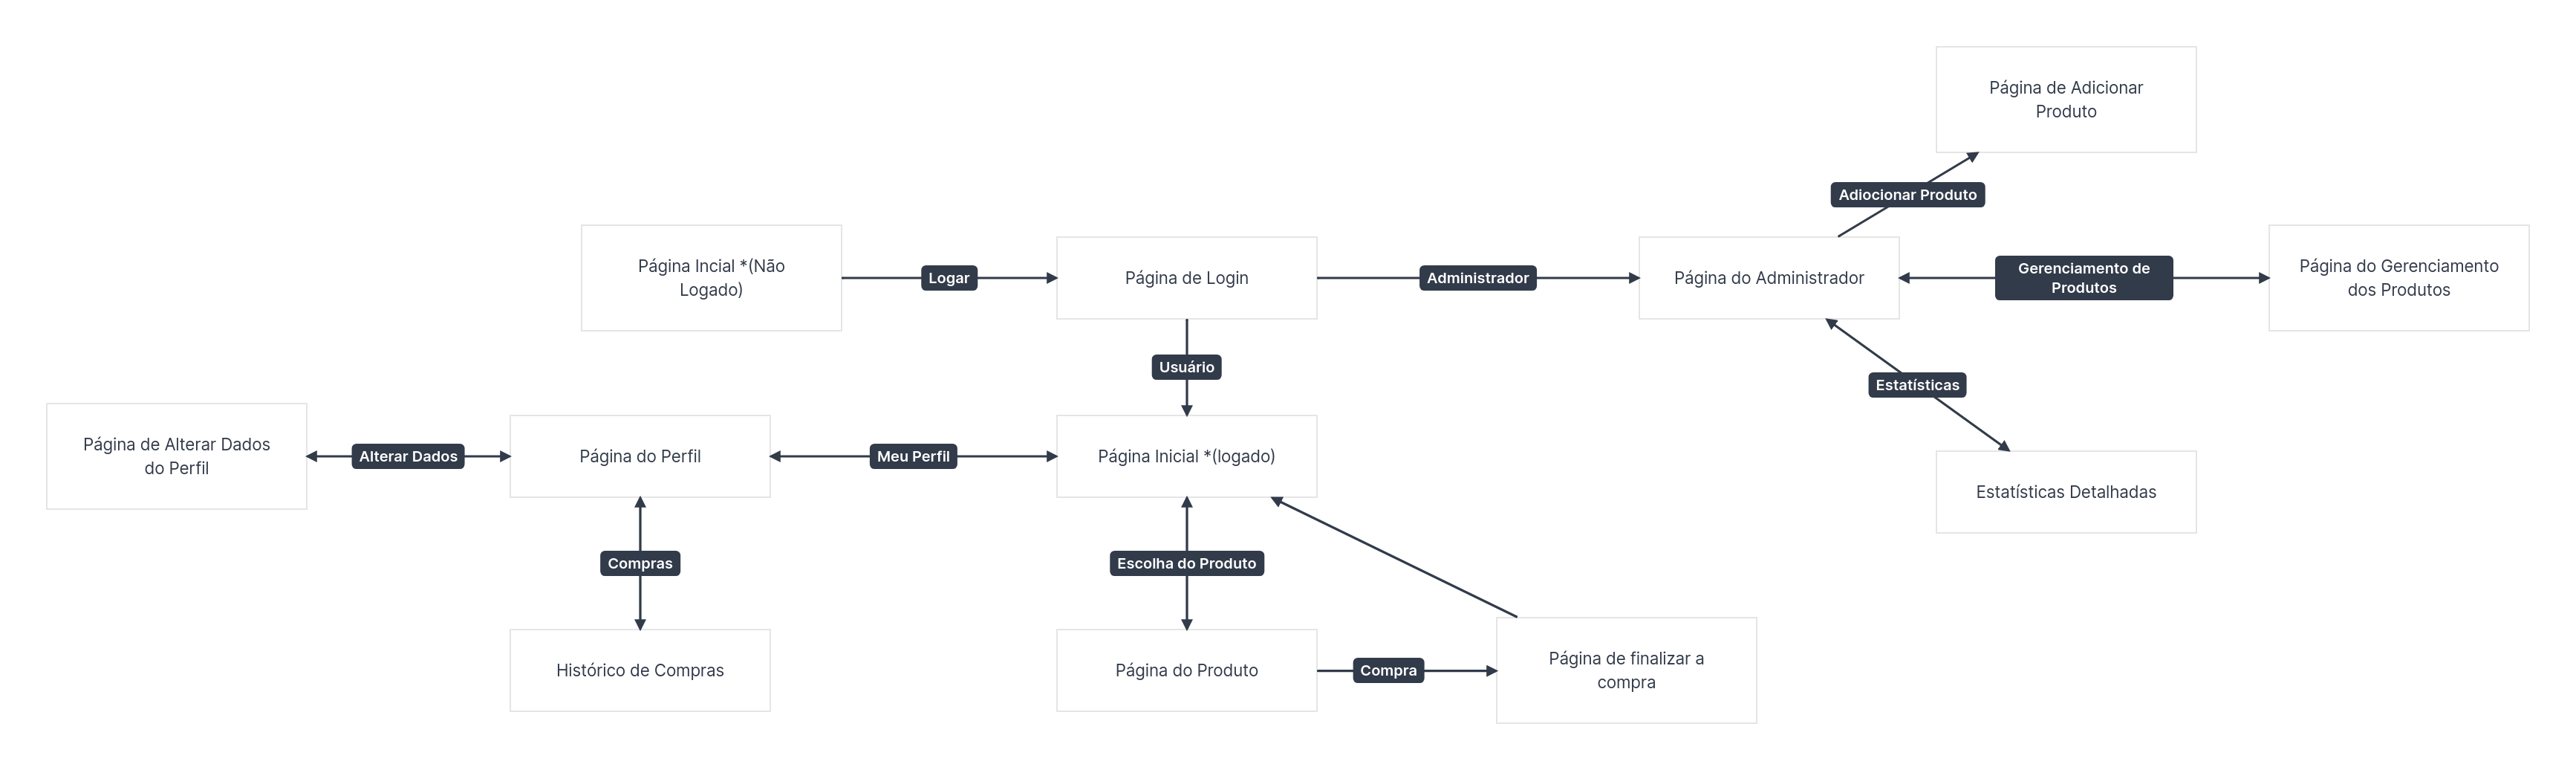 Página de Adicionar
Produto
Adiocionar Produto
Página Incial *(Não
Logado)
Logar
Página de Login
Administrador
Página do Administrador
Gerenciamento de
Produtos
Página do Gerenciamento
dos Produtos
Usuário
Estatísticas
Página de Alterar Dados
do Perfil
Alterar Dados
Página do Perfil
Meu Perfil
Página Inicial *(logado)
Estatísticas Detalhadas
Compras
Escolha do Produto
Histórico de Compras
Página do Produto
Compra
Página de finalizar a
compra